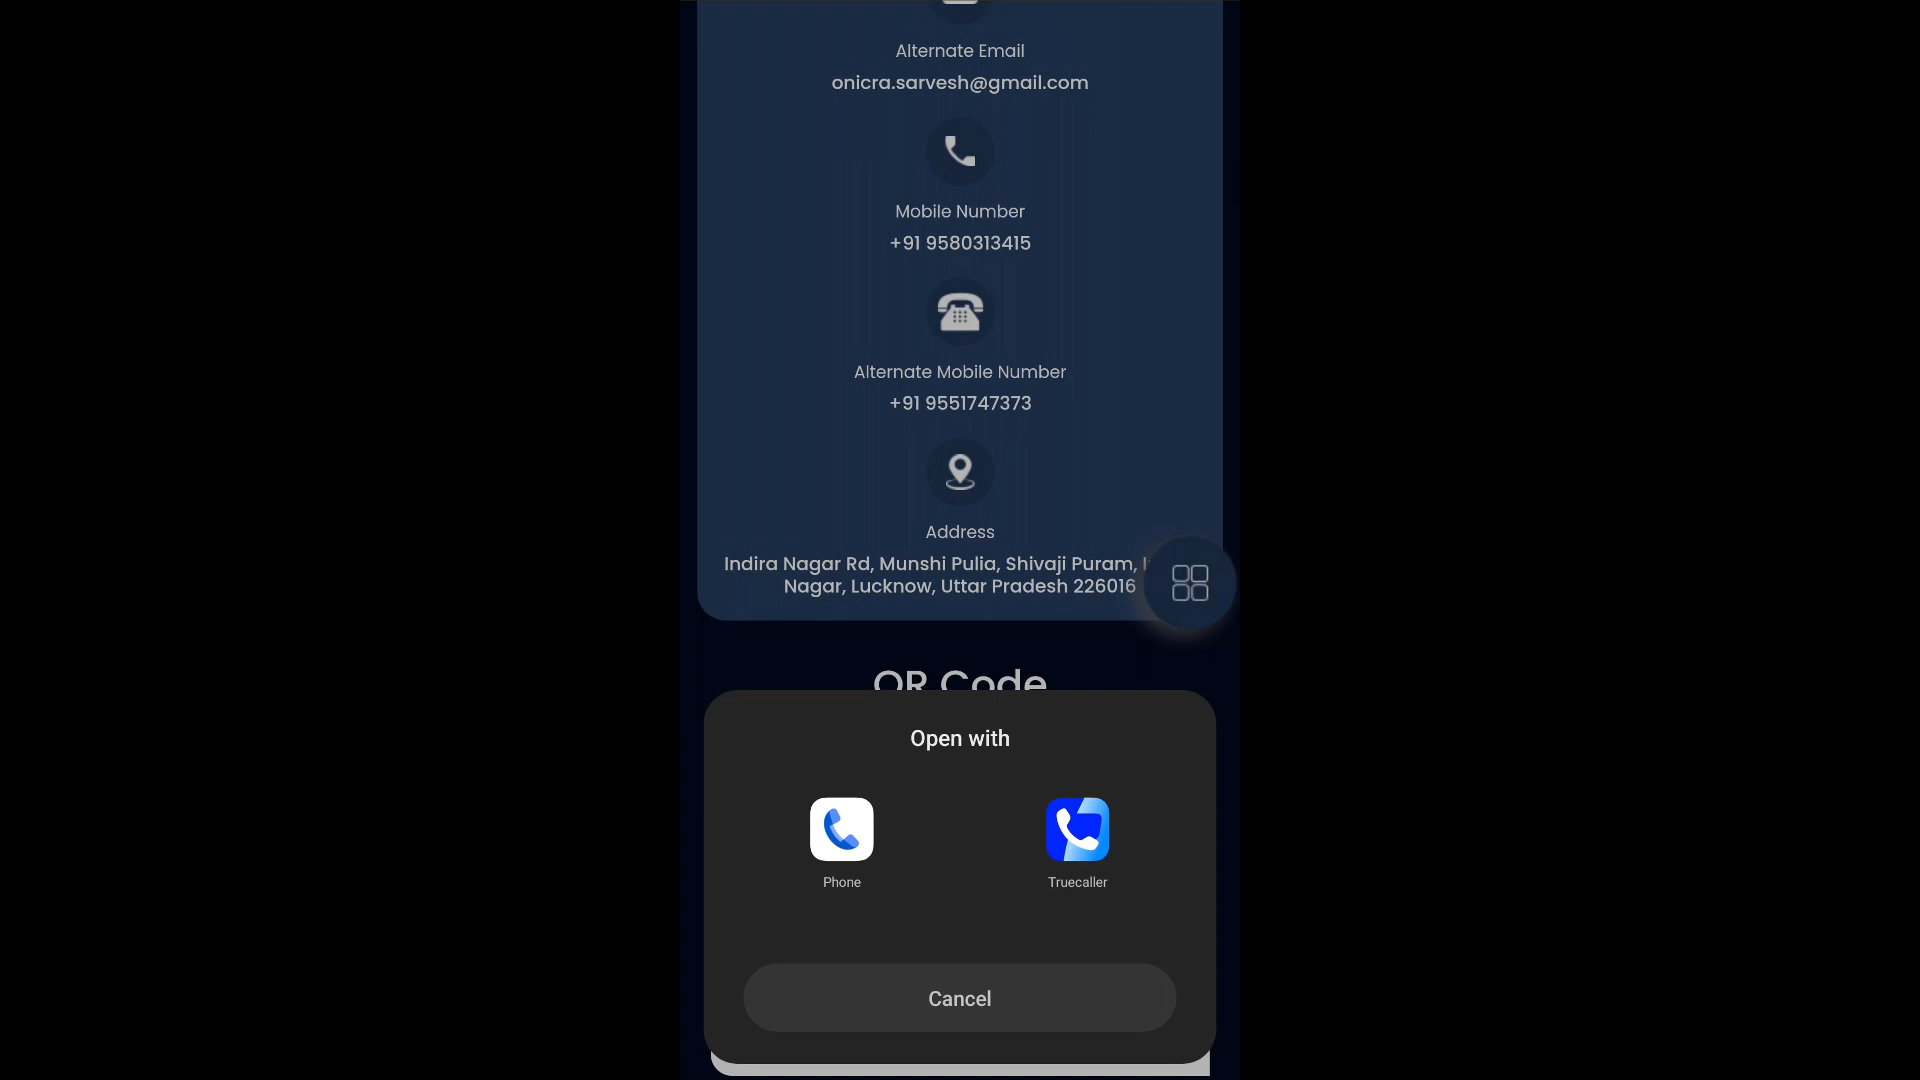 Alternate Email
onicra.sarvesh@gmail.com
Mobile Number
+91 9580313415
Alternate Mobile Number
+91 9551747373
Address
Indira Nagar Rd, Munshi Pulia, Shivaji Puram,
Nagar, Lucknow, Uttar Pradesh 226016
QR Code
Open with
Phone
Truecaller
Cancel